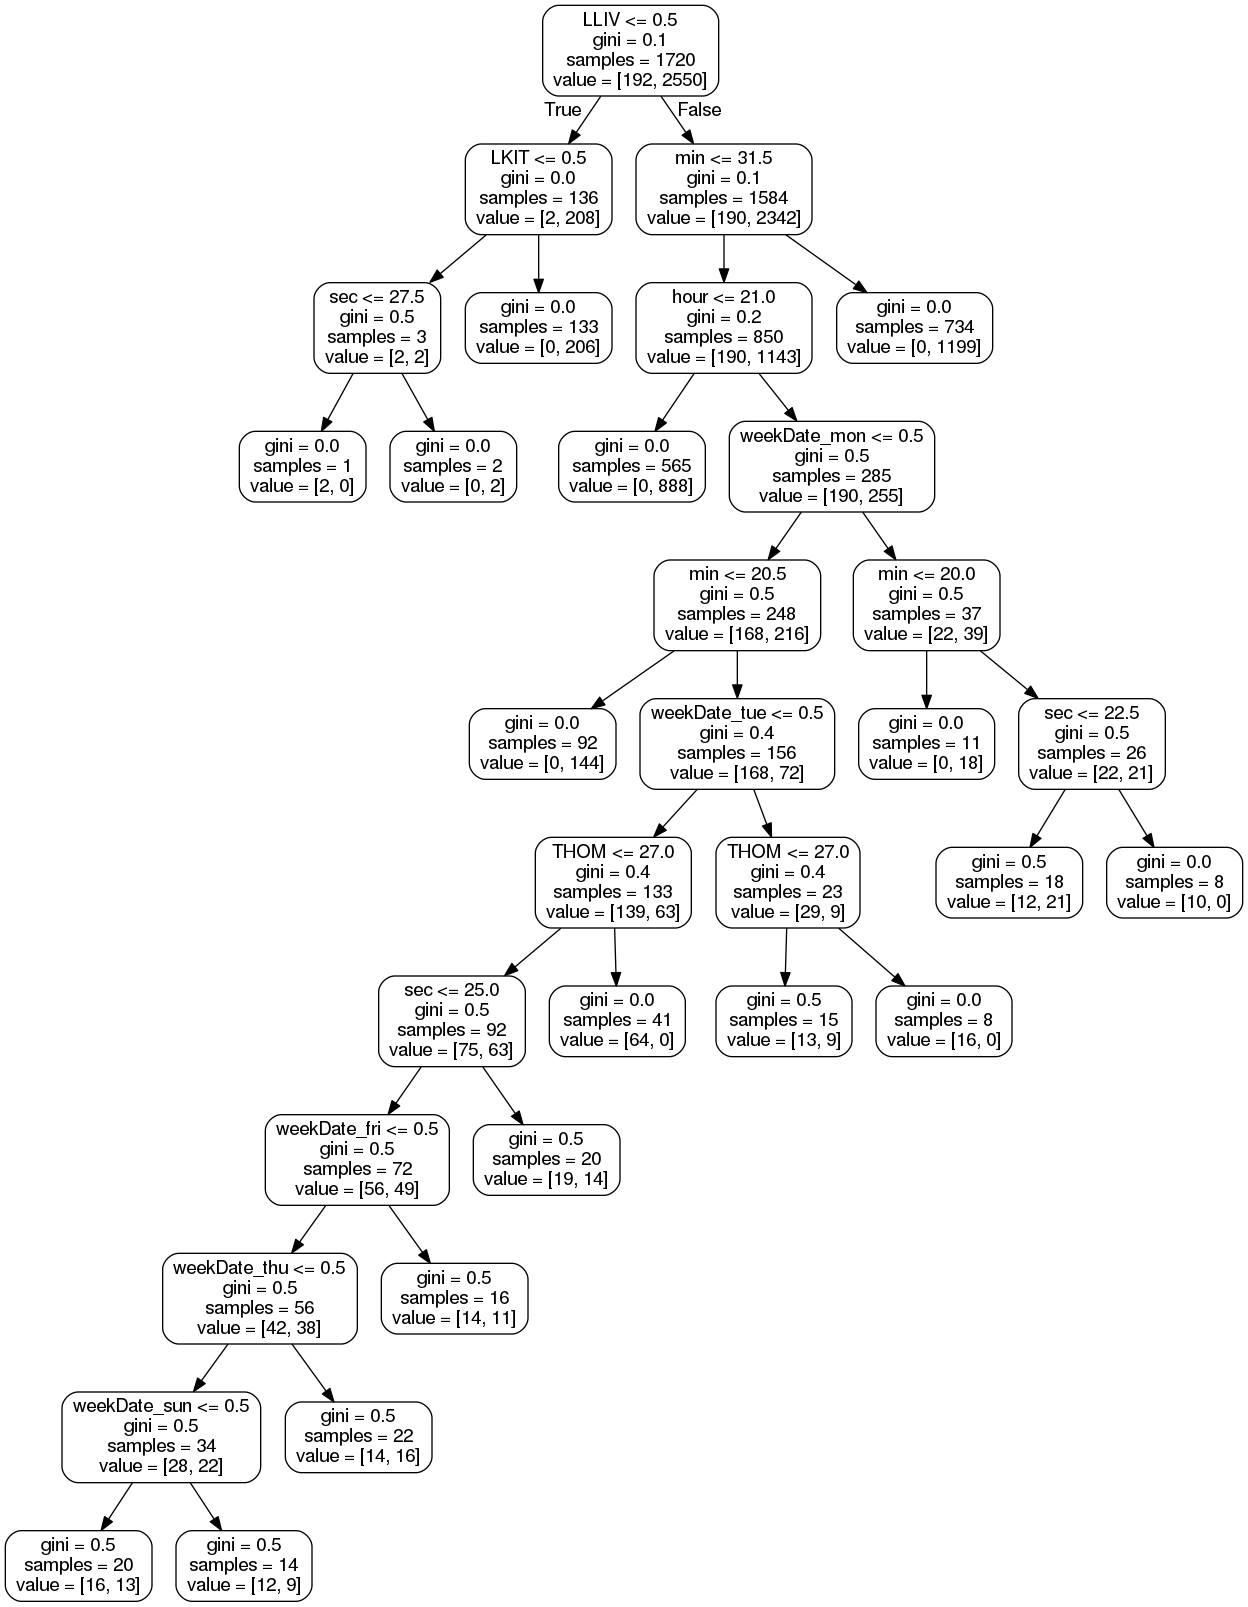 LLIV <= 0.5
gini = 0.1
samples = 1720
value = [192, 2550]
True
False
LKIT <= 0.5
gini = 0.0
samples = 136
value = [2, 208]
min <= 31.5
gini = 0.1
samples = 1584
value = [190, 2342]
sec <= 27.5
gini = 0.5
samples = 3
value = [2, 2]
gini = 0.0
samples = 133
value = [0, 206]
hour <= 21.0
gini = 0.2
samples = 850
value = [190, 1143]
gini = 0.0
samples = 734
value = [0, 1199]
gini = 0.0
samples = 1
value = [2, 0]
gini = 0.0
samples = 2
value = [0, 2]
gini = 0.0
samples = 565
value = [0, 888]
weekDate_mon <= 0.5
gini = 0.5
samples = 285
value = [190, 255]
min <= 20.5
gini = 0.5
samples = 248
value = [168, 216]
min <= 20.0
gini = 0.5
samples = 37
value = [22, 39]
gini = 0.0
samples = 92
value = [0, 144]
weekDate_tue <= 0.5
gini = 0.4
samples = 156
value = [168, 72]
gini = 0.0
samples = 11
value = [0, 18]
sec <= 22.5
gini = 0.5
samples = 26
value = [22, 21]
THOM <= 27.0
gini = 0.4
samples = 133
value = [139, 63]
THOM <= 27.0
gini = 0.4
samples = 23
value = [29, 9]
gini = 0.5
samples = 18
value = [12, 21]
gini = 0.0
samples = 8
value = [10, 0]
sec <= 25.0
gini = 0.5
samples = 92
value = [75, 63]
gini = 0.0
samples = 41
value = [64, 0]
gini = 0.5
samples = 15
value = [13, 9]
gini = 0.0
samples = 8
value = [16, 0]
weekDate_fri <= 0.5
gini = 0.5
samples = 72
value = [56, 49]
gini = 0.5
samples = 20
value = [19, 14]
weekDate_thu <= 0.5
gini = 0.5
samples = 56
value = [42, 38]
gini = 0.5
samples = 16
value = [14, 11]
weekDate_sun <= 0.5
gini = 0.5
samples = 34
value = [28, 22]
gini = 0.5
samples = 22
value = [14, 16]
gini = 0.5
samples = 20
value = [16, 13]
gini = 0.5
samples = 14
value = [12, 9]